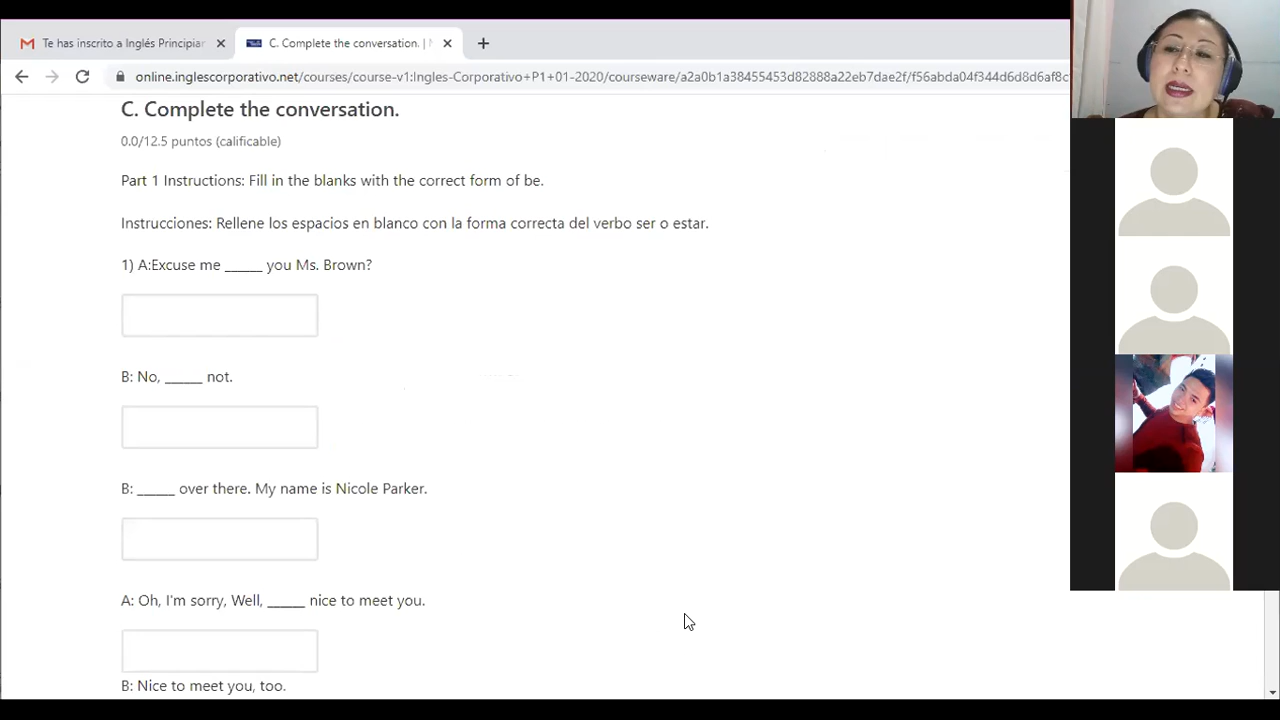 Te has inscrito a Inglés Principian
C. Complete the conversation. |
online.inglescorporativo.net/courses/course-v1:Ingles-Corporativo+P1+01-2020/courseware/a2a0b1a38455453d82888a22eb7dae2f/f56abda04f344d6d8d6af8c
C. Complete the conversation.
0.0/12.5 puntos (calificable)
Part 1 Instructions: Fill in the blanks with the correct form of be.
Instrucciones: Rellene los espacios en blanco con la forma correcta del verbo ser o estar.
1) A:Excuse me _____ you Ms. Brown?
B: No, _____ not.
B: _____ over there. My name is Nicole Parker.
A: Oh, I'm sorry, Well, _____ nice to meet you.
B: Nice to meet you, too.